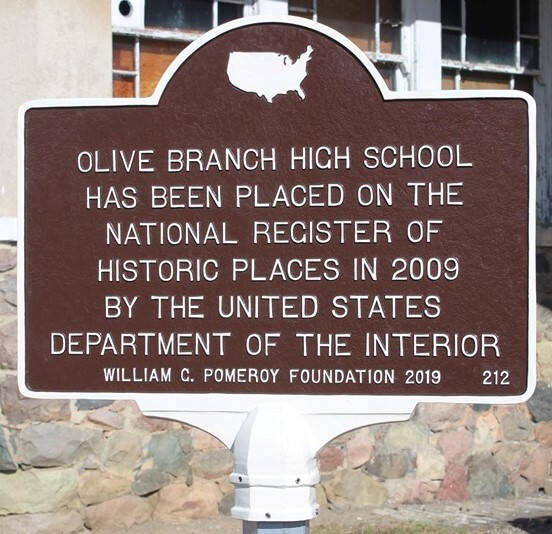 OLIVE BRANCH HIGH SCHOOL
HAS BEEN PLACED ON THE
NATIONAL REGISTER OF
HISTORIC PLACES IN 2009
BY THE UNITED STATES
DEPARTMENT OF THE INTERIOR
WILLIAM G. POMEROY FOUNDATION 2019 212